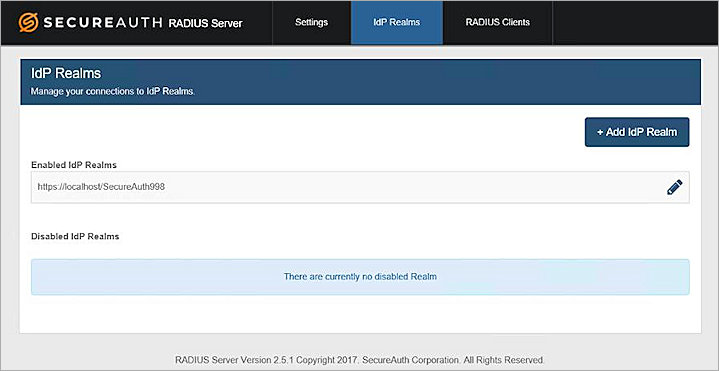 SECUREAUTH RADIUS Server
Settings
IdP Realms
RADIUS Clients
IdP Realms
Manage your connections to IdP Realms.
+ Add IdP Realm
Enabled IdP Realms
https://localhost/SecureAuth998
Disabled IdP Realms
There are currently no disabled Realm
RADIUS Server Version 2.5.1 Copyright 2017. SecureAuth Corporation. All Rights Reserved.